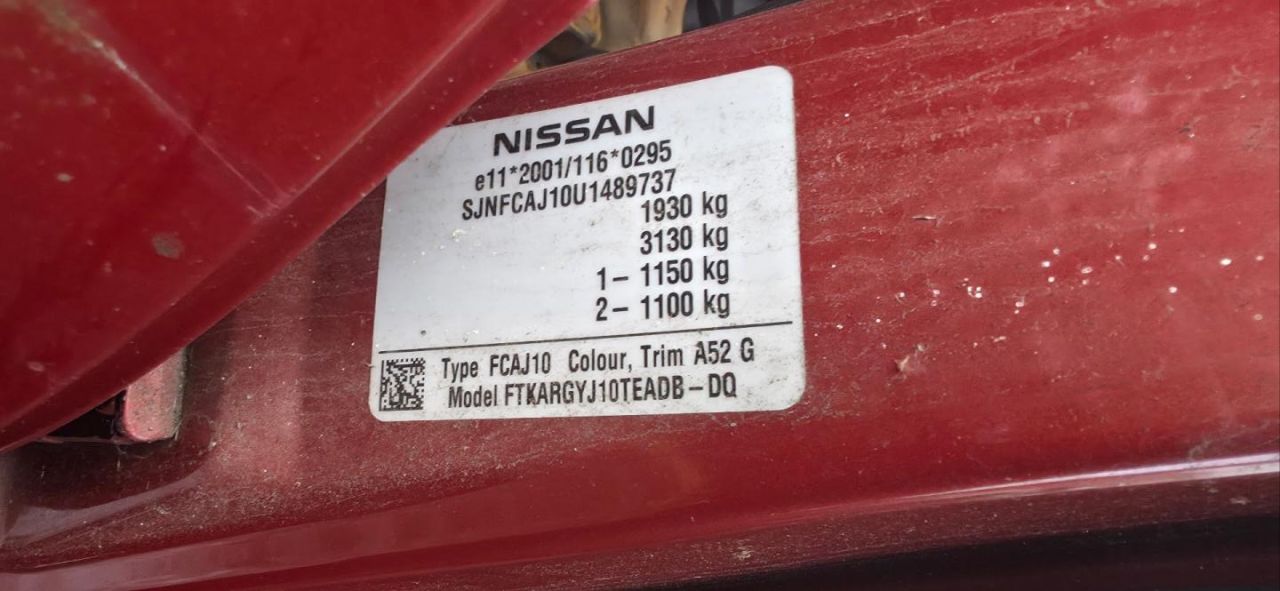 NISSAN
e11*2001/116*0295
SJNFCAJ10U1489737
1930 kg
3130 kg
1- 1150 kg
2- 1100 kg
Type FCAJ10 Colour, Trim A52 G
Model FTKARGYJ10TEADB-DQ